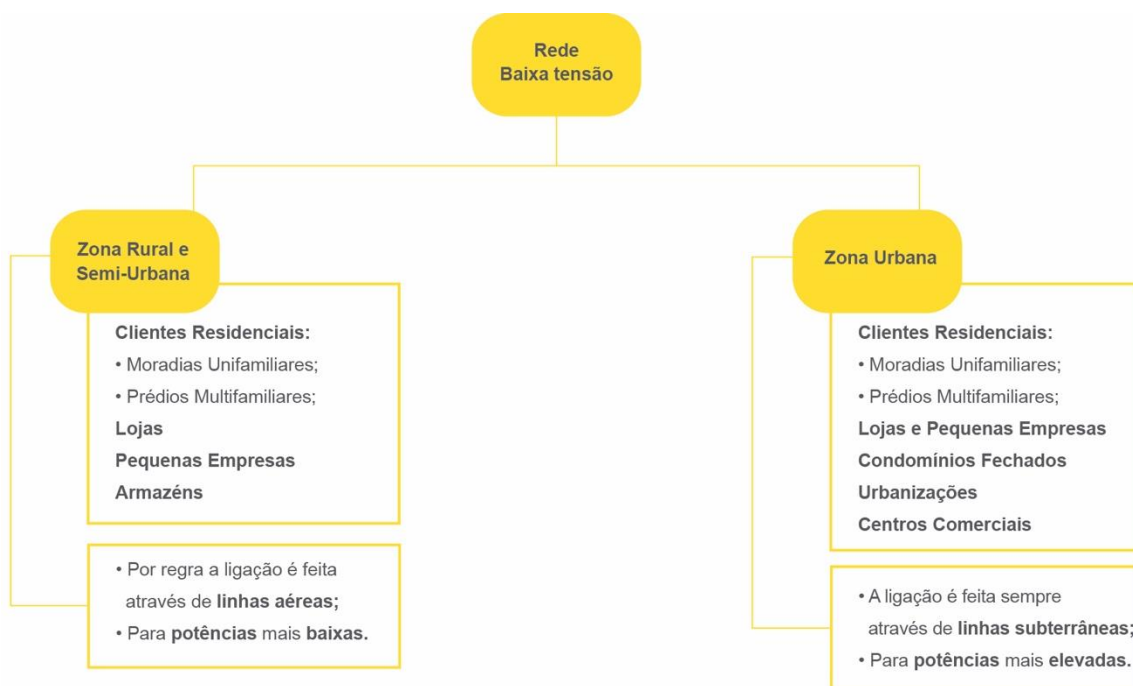 Rede
Baixa tensão
Zona Rural e
Semi-Urbana
Clientes Residenciais:
• Moradias Unifamiliares;
• Prédios Multifamiliares;
Lojas
Pequenas Empresas
Armazéns
• Por regra a ligação é feita
através de linhas aéreas;
• Para potências mais baixas.
Zona Urbana
Clientes Residenciais:
• Moradias Unifamiliares;
• Prédios Multifamiliares;
Lojas e Pequenas Empresas
Condomínios Fechados
Urbanizações
Centros Comerciais
• A ligação é feita sempre
através de linhas subterrâneas;
• Para potências mais elevadas.